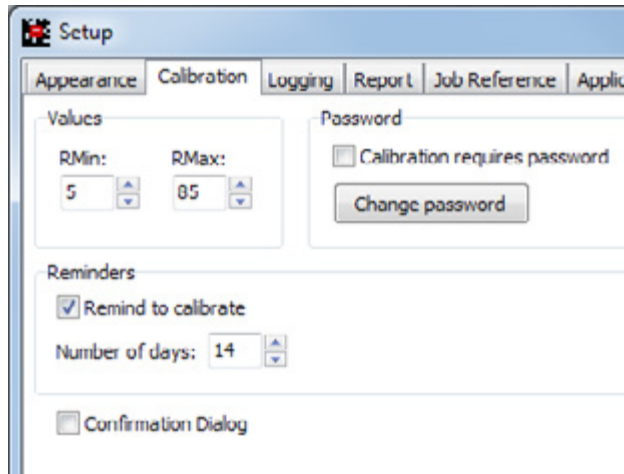 Setup
Appearance Calibration Logging Report Job Reference Applic
Values
RMin: RMax:
5 85
Password
Calibration requires password
Change password
Reminders
Remind to calibrate
Number of days: 14
Confirmation Dialog